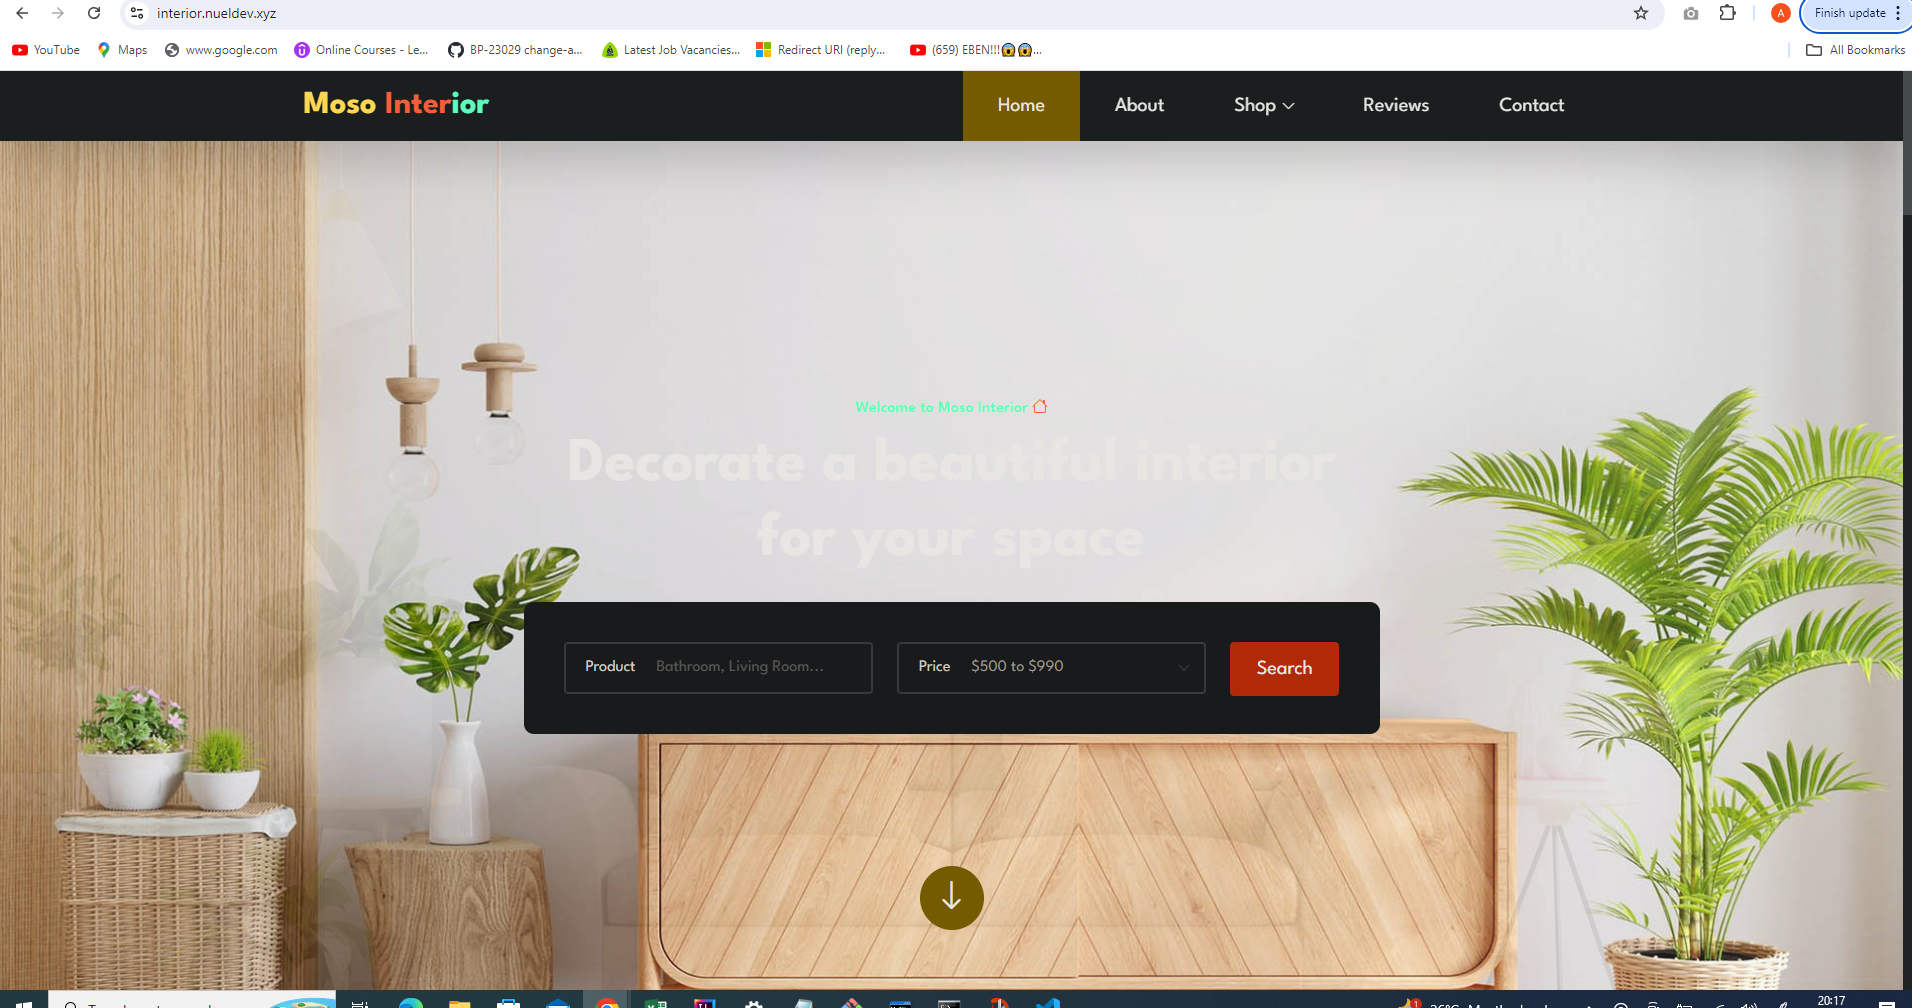 interior.nueldev.xyz
A
Finish update
YouTube
Maps
www.google.com
Online Courses - Le...
BP-23029 change-a...
Latest Job Vacancies...
Redirect URI (reply...
(659) EBEN!!!😱😱...
All Bookmarks
Moso Interior
Home
About
Shop
Reviews
Contact
Welcome to Moso Interior
Decorate a beautiful interior
for your space
Product
Bathroom, Living Room...
Price
$500 to $990
Search
20:17